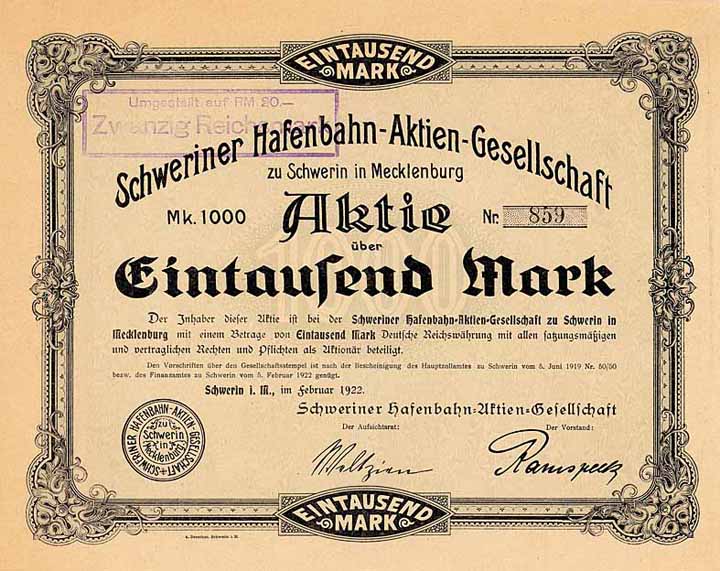 EINTAUSEND
MARK
Umgestellt auf RM 20.—
Zwanzig Reichsmark
Schweriner Hafenbahn-Aktien-Gesellschaft
zu Schwerin in Mecklenburg
Mk. 1000 Aktie Nr. 859
über
1000
Eintausend Mark
Der Inhaber dieser Aktie ist bei der Schweriner Hafenbahn-Aktien-Gesellschaft zu Schwerin in
Mecklenburg mit einem Betrage von Eintausend Mark Deutsche Reichswährung mit allen satzungsmäßigen
und vertraglichen Rechten und Pflichten als Aktionär beteiligt.
Den Vorschriften über den Gesellschaftsstempel ist nach der Bescheinigung des Hauptzollamtes zu Schwerin vom 5. Juni 1919 Nr. 50/50
bezw. des Finanzamtes zu Schwerin vom 5. Februar 1922 genügt.
Schwerin i. M., im Februar 1922.
Schweriner Hafenbahn-Aktien-Gesellschaft
Der Aufsichtsrat: Der Vorstand:
SCHWERINER HAFENBAHN-AKTIEN-GESELLSCHAFT
zu
Schwerin
in
Mecklenburg
Weltzien Ramspeck
EINTAUSEND
MARK
Schwerin i. M.